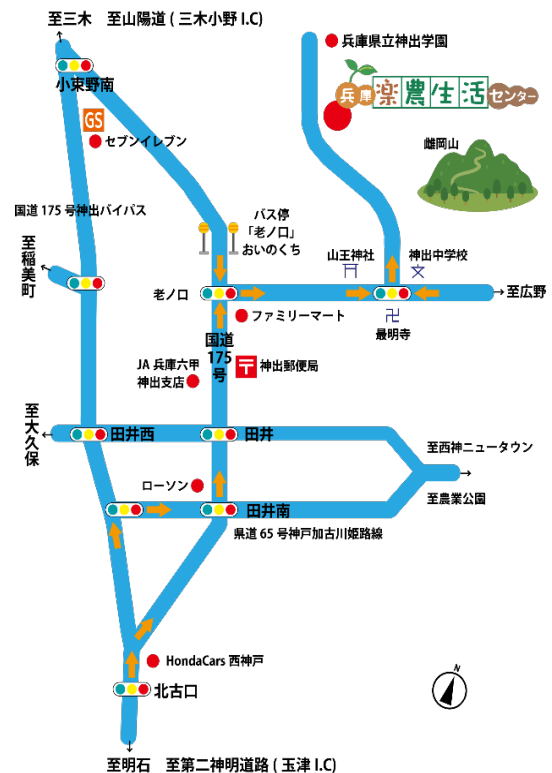 至三木　至山陽道 ( 三木小野 I.C)
小束野南
GS
セブンイレブン
兵庫県立神出学園
兵庫楽農生活センター
雌岡山
国道 175 号神出バイパス
バス停
「老ノ口」
おいのくち
至稲美町
山王神社
神出中学校
文
老ノ口
至広野
ファミリーマート
卍
最明寺
国道
175
号
JA 兵庫六甲
神出支店
〒
神出郵便局
至大久保
田井西
田井
至西神ニュータウン
ローソン
至農業公園
田井南
県道 65 号神戸加古川姫路線
HondaCars 西神戸
N
北古口
至明石　至第二神明道路 ( 玉津 I.C)